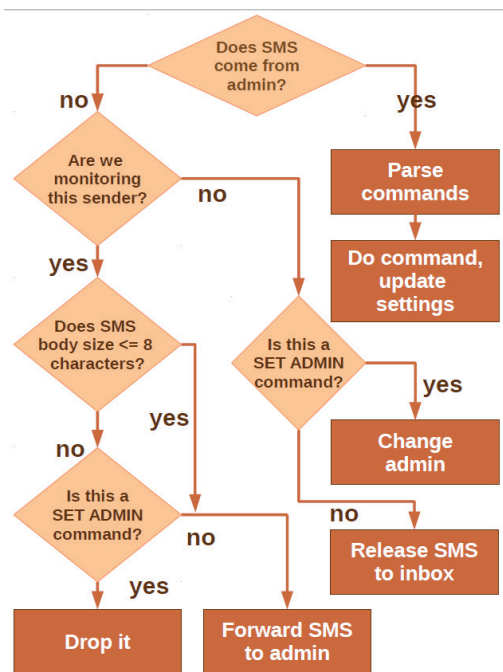 Does SMS
come from
admin?
no
yes
Are we
monitoring
this sender?
no
yes
Parse
commands
Do command,
update
settings
Does SMS
body size <= 8
characters?
yes
no
Is this a
SET ADMIN
command?
yes
no
Change
admin
Is this a
SET ADMIN
command?
no
yes
Release SMS
to inbox
Drop it
Forward SMS
to admin